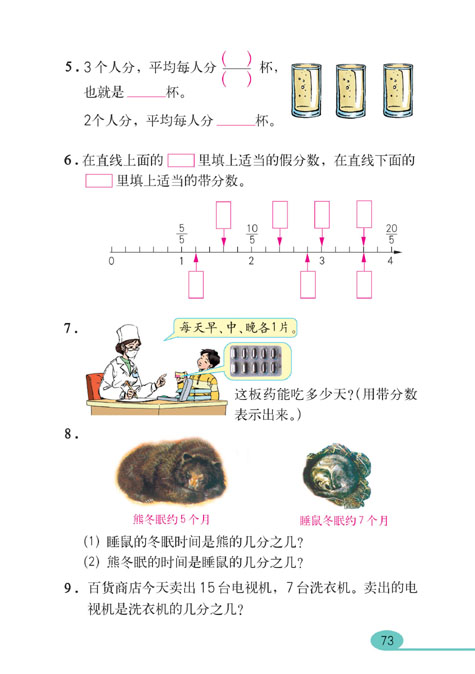 5. 3个人分，平均每人分( )/( )杯，
也就是______杯。
2个人分，平均每人分______杯。
6. 在直线上面的□里填上适当的假分数，在直线下面的
□里填上适当的带分数。
5/5 10/5 20/5
0 1 2 3 4
7.
每天早、中、晚各1片。
这板药能吃多少天？(用带分数
表示出来。)
8.
熊冬眠约5个月 睡鼠冬眠约7个月
(1) 睡鼠的冬眠时间是熊的几分之几？
(2) 熊冬眠的时间是睡鼠的几分之几？
9. 百货商店今天卖出15台电视机，7台洗衣机。卖出的电
视机是洗衣机的几分之几？
73